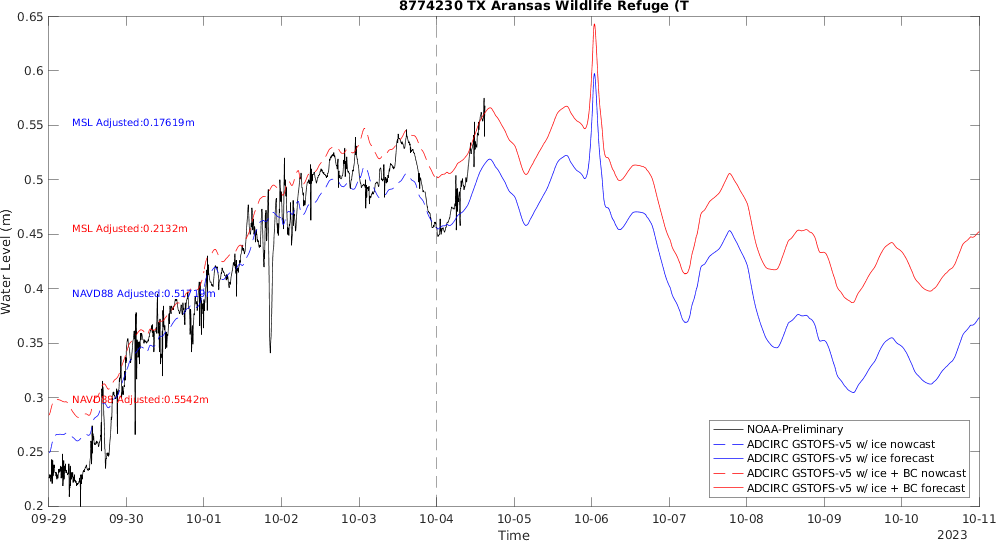 8774230 TX Aransas Wildlife Refuge (T
0.65
0.6
0.55
0.5
0.45
0.4
0.35
0.3
0.25
0.2
Water Level (m)
MSL Adjusted:0.17619m
MSL Adjusted:0.2132m
NAVD88 Adjusted:0.51719m
NAVD88 Adjusted:0.5542m
NOAA-Preliminary
ADCIRC GSTOFS-v5 w/ ice nowcast
ADCIRC GSTOFS-v5 w/ ice forecast
ADCIRC GSTOFS-v5 w/ ice + BC nowcast
ADCIRC GSTOFS-v5 w/ ice + BC forecast
09-29 09-30 10-01 10-02 10-03 10-04 10-05 10-06 10-07 10-08 10-09 10-10 10-11
Time
2023